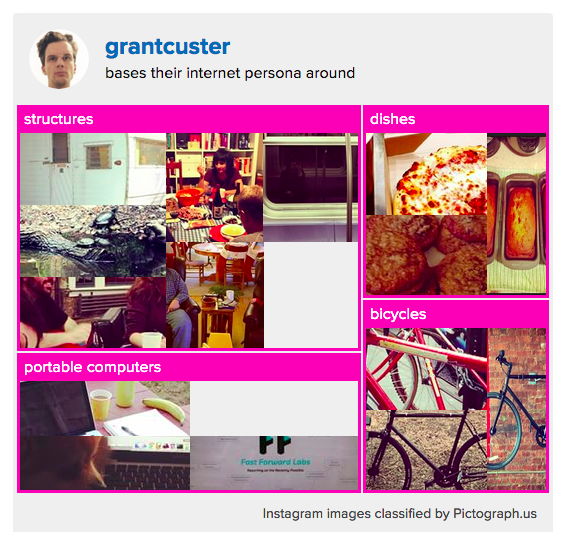 grantcuster
bases their internet persona around
structures
dishes
bicycles
portable computers
FF
Fast Forward Labs
Reporting on the Recently Possible
Instagram images classified by Pictograph.us